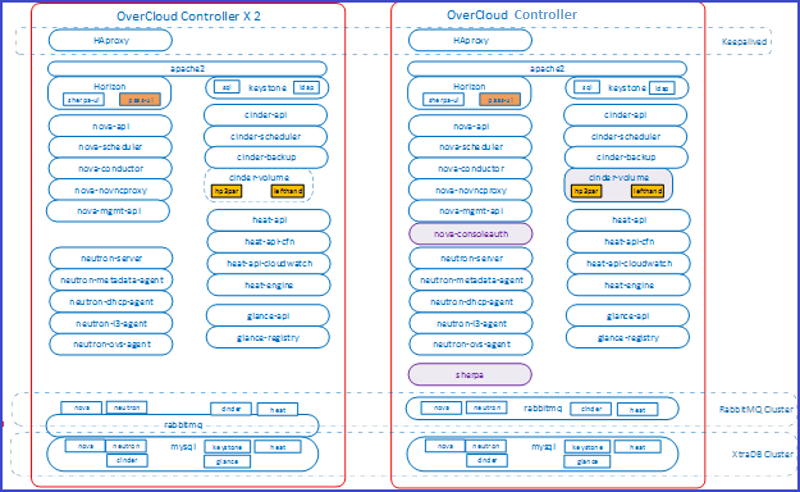 OverCloud Controller X 2
HAproxy
apache2
Horizon
sherpa-ui
pass-ui
sql
keystone
ldap
nova-api
nova-scheduler
nova-conductor
nova-novncproxy
nova-mgmt-api
cinder-api
cinder-scheduler
cinder-backup
cinder-volume
hp3par
lefthand
heat-api
heat-api-cfn
heat-api-cloudwatch
heat-engine
neutron-server
neutron-metadata-agent
neutron-dhcp-agent
neutron-l3-agent
neutron-ovs-agent
glance-api
glance-registry
nova
neutron
cinder
heat
rabbitmq
nova
neutron
mysql
keystone
heat
cinder
glance
OverCloud Controller
HAproxy
Keepalived
apache2
Horizon
sherpa-ui
pass-ui
sql
keystone
ldap
nova-api
nova-scheduler
nova-conductor
nova-novncproxy
nova-mgmt-api
nova-consoleauth
cinder-api
cinder-scheduler
cinder-backup
cinder-volume
hp3par
lefthand
heat-api
heat-api-cfn
heat-api-cloudwatch
heat-engine
neutron-server
neutron-metadata-agent
neutron-dhcp-agent
neutron-l3-agent
neutron-ovs-agent
glance-api
glance-registry
sherpa
nova
neutron
rabbitmq
cinder
heat
RabbitMQ Cluster
nova
neutron
mysql
keystone
heat
cinder
glance
XtraDB Cluster